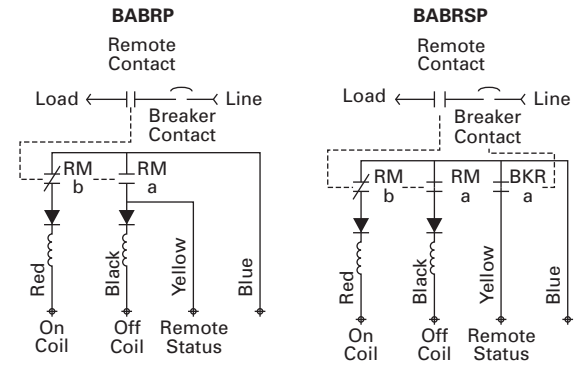 BABRP
Remote
Contact
Load
Line
Breaker
Contact
RM
b
RM
a
Red
Black
Yellow
Blue
On
Coil
Off
Coil
Remote
Status
BABRSP
Remote
Contact
Load
Line
Breaker
Contact
RM
b
RM
a
BKR
a
Red
Black
Yellow
Blue
On
Coil
Off
Coil
Remote
Status